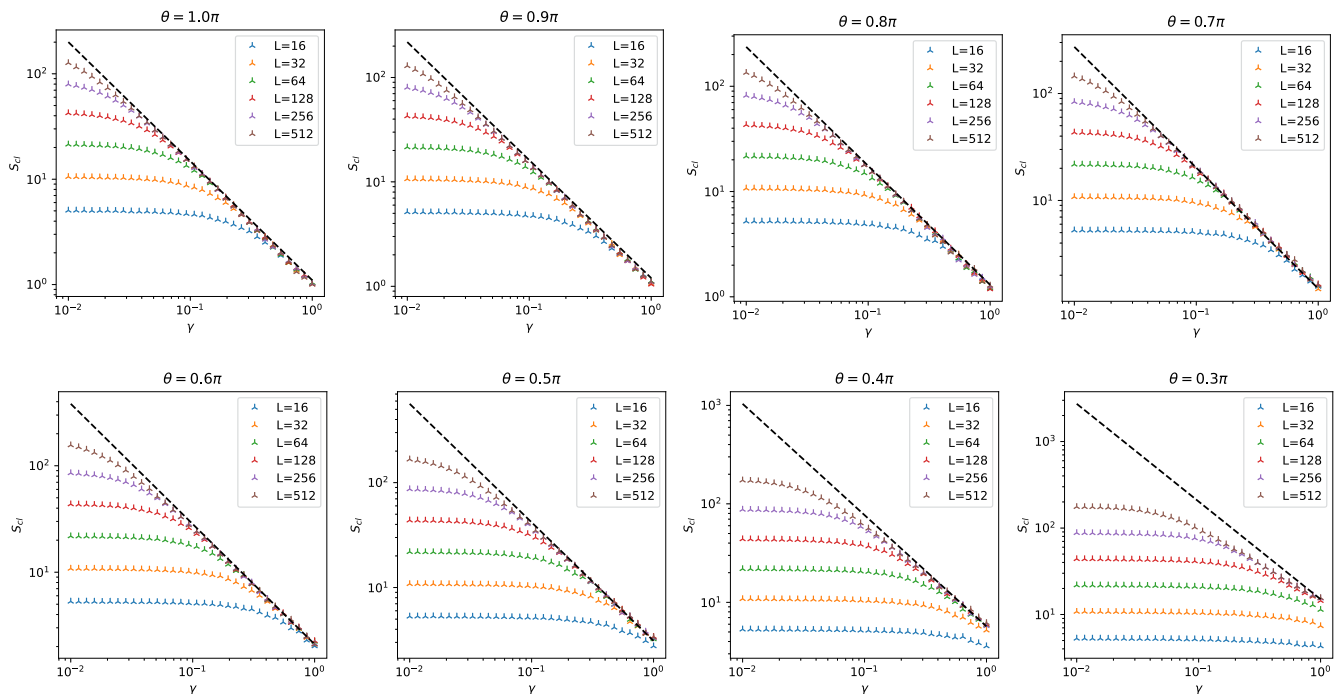 θ = 1.0π
S_cl
10²
10¹
10⁰
L=16
L=32
L=64
L=128
L=256
L=512
10⁻² 10⁻¹ 10⁰
γ
θ = 0.9π
S_cl
10²
10¹
10⁰
L=16
L=32
L=64
L=128
L=256
L=512
10⁻² 10⁻¹ 10⁰
γ
θ = 0.8π
S_cl
10²
10¹
10⁰
L=16
L=32
L=64
L=128
L=256
L=512
10⁻² 10⁻¹ 10⁰
γ
θ = 0.7π
S_cl
10²
10¹
L=16
L=32
L=64
L=128
L=256
L=512
10⁻² 10⁻¹ 10⁰
γ
θ = 0.6π
S_cl
10²
10¹
L=16
L=32
L=64
L=128
L=256
L=512
10⁻² 10⁻¹ 10⁰
γ
θ = 0.5π
S_cl
10²
10¹
L=16
L=32
L=64
L=128
L=256
L=512
10⁻² 10⁻¹ 10⁰
γ
θ = 0.4π
S_cl
10³
10²
10¹
L=16
L=32
L=64
L=128
L=256
L=512
10⁻² 10⁻¹ 10⁰
γ
θ = 0.3π
S_cl
10³
10²
10¹
L=16
L=32
L=64
L=128
L=256
L=512
10⁻² 10⁻¹ 10⁰
γ